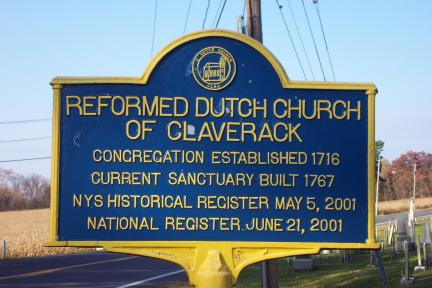 REFORMED DUTCH CHURCH
OF CLAVERACK
CONGREGATION ESTABLISHED 1716
CURRENT SANCTUARY BUILT 1767
NYS HISTORICAL REGISTER MAY 5, 2001
NATIONAL REGISTER. JUNE 21, 2001